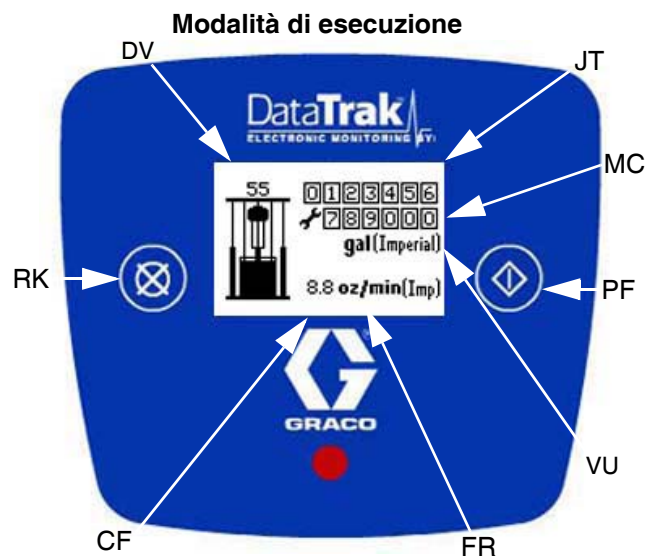 Modalità di esecuzione
DV
JT
DataTrak
ELECTRONIC MONITORING SY
MC
55
0123456
789000
gal(Imperial)
RK
PF
8.8 oz/min(Imp)
GRACO
VU
CF
FR